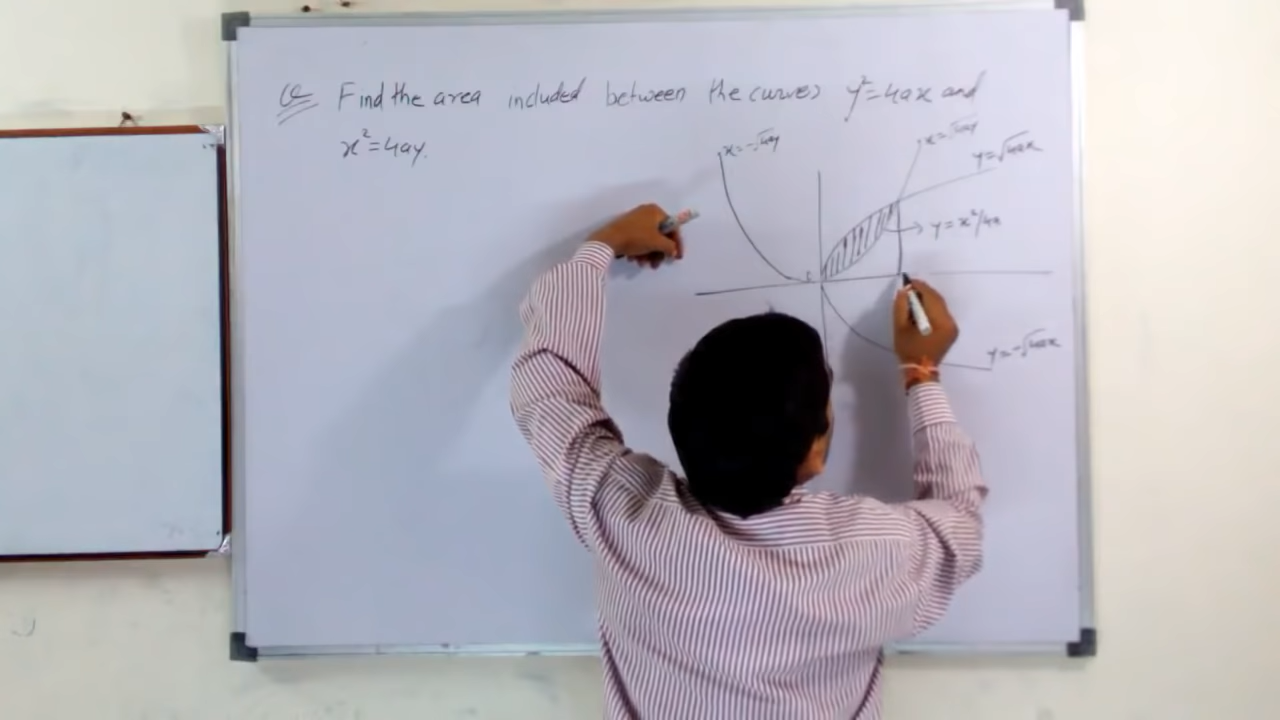 Q Find the area included between the curves y²=4ax and
x²=4ay.
x=-√4ay
x=√4ay
y=√4ax
y=x²/4a
y=-√4ax